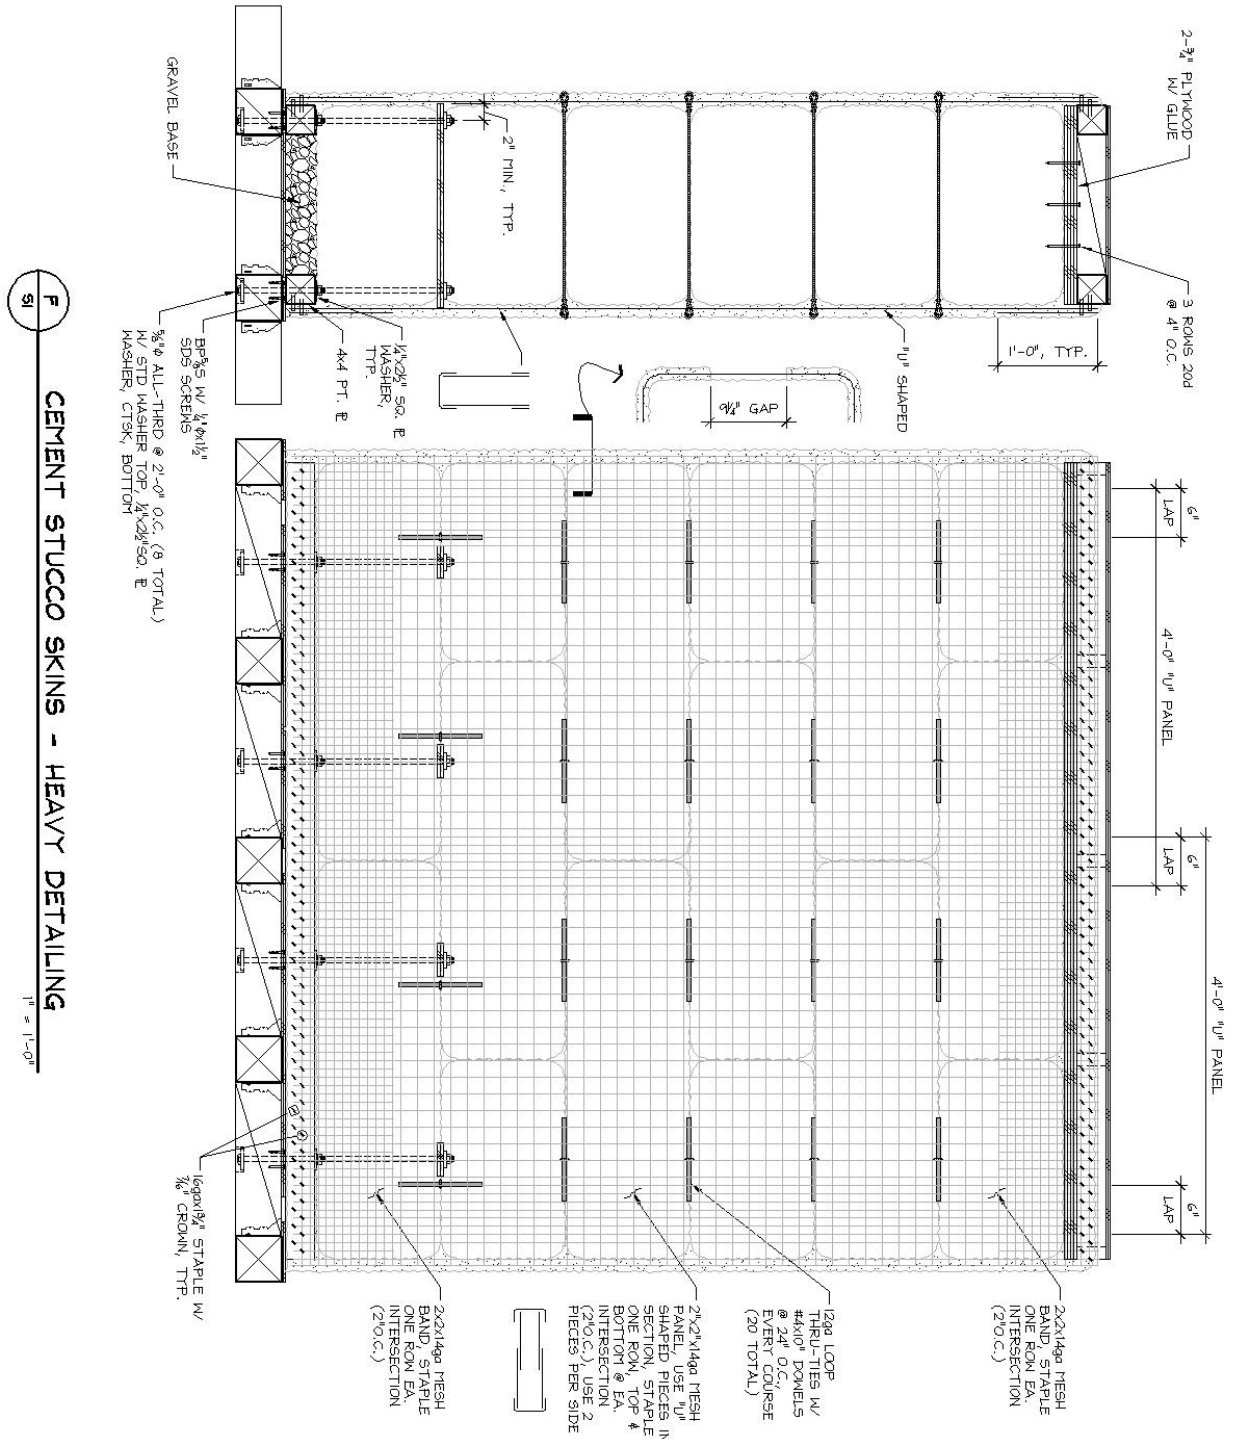 2-¾" PLYWOOD
W/ GLUE
3 ROWS 20d
@ 4" O.C.
1'-0", TYP.
"U" SHAPED
9¼" GAP
2" MIN., TYP.
GRAVEL BASE
¼"x2½" SQ. ⅊
WASHER,
TYP.
4x4 PT. ⅊
BP⅝S W/ ¼"Φx1½"
SDS SCREWS
⅝"Φ ALL-THRD @ 2'-0" O.C. (8 TOTAL)
W/ STD WASHER TOP, ¼"x2½"SQ. ⅊
WASHER, CTSK, BOTTOM
6"
LAP
4'-0" "U" PANEL
6"
LAP
4'-0" "U" PANEL
6"
LAP
2x2x14ga MESH
BAND, STAPLE
ONE ROW EA.
INTERSECTION
(2"O.C.)
12ga LOOP
THRU-TIES W/
#4x10" DOWELS
@ 24" O.C.,
EVERY COURSE
(20 TOTAL)
2"x2"x14ga MESH
PANEL, USE "U"
SHAPED PIECES IN
SECTION, STAPLE
ONE ROW, TOP &
BOTTOM @ EA.
INTERSECTION
(2"O.C.), USE 2
PIECES PER SIDE
2x2x14ga MESH
BAND, STAPLE
ONE ROW EA.
INTERSECTION
(2"O.C.)
16gax1¾" STAPLE W/
7/16" CROWN, TYP.
F
S1
CEMENT STUCCO SKINS - HEAVY DETAILING
1" = 1'-0"